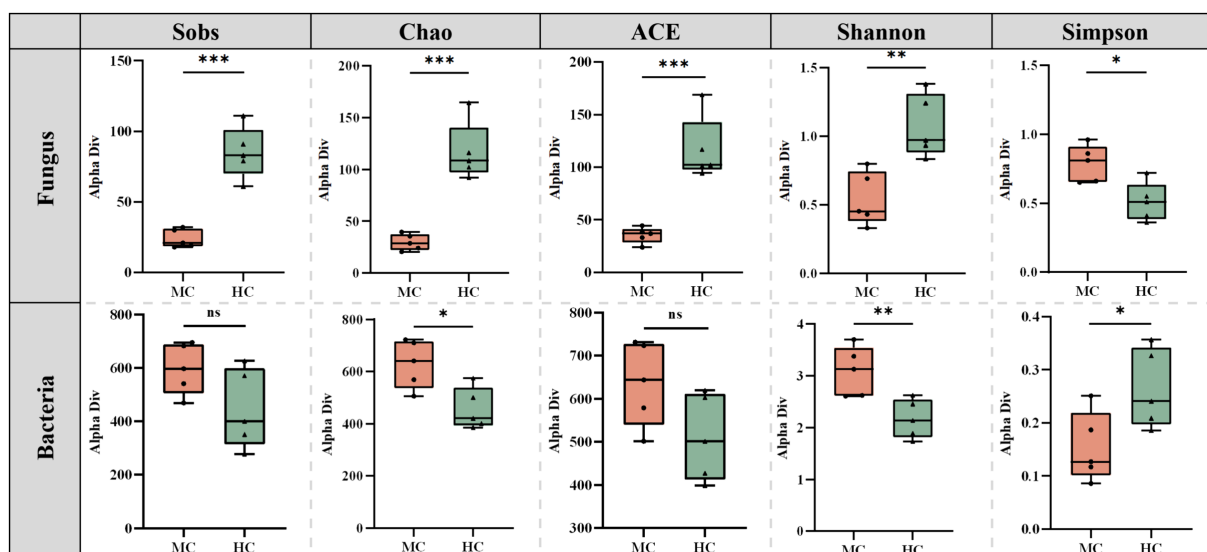 Sobs Chao ACE Shannon Simpson
Fungus
Alpha Div
150
100
50
0
***
MC HC
Alpha Div
200
150
100
50
0
***
MC HC
Alpha Div
200
150
100
50
0
***
MC HC
Alpha Div
1.5
1.0
0.5
0.0
**
MC HC
Alpha Div
1.5
1.0
0.5
0.0
*
MC HC
Bacteria
Alpha Div
800
600
400
200
0
ns
MC HC
Alpha Div
800
600
400
200
0
*
MC HC
Alpha Div
800
700
600
500
400
300
ns
MC HC
Alpha Div
4
3
2
1
0
**
MC HC
Alpha Div
0.4
0.3
0.2
0.1
0.0
*
MC HC